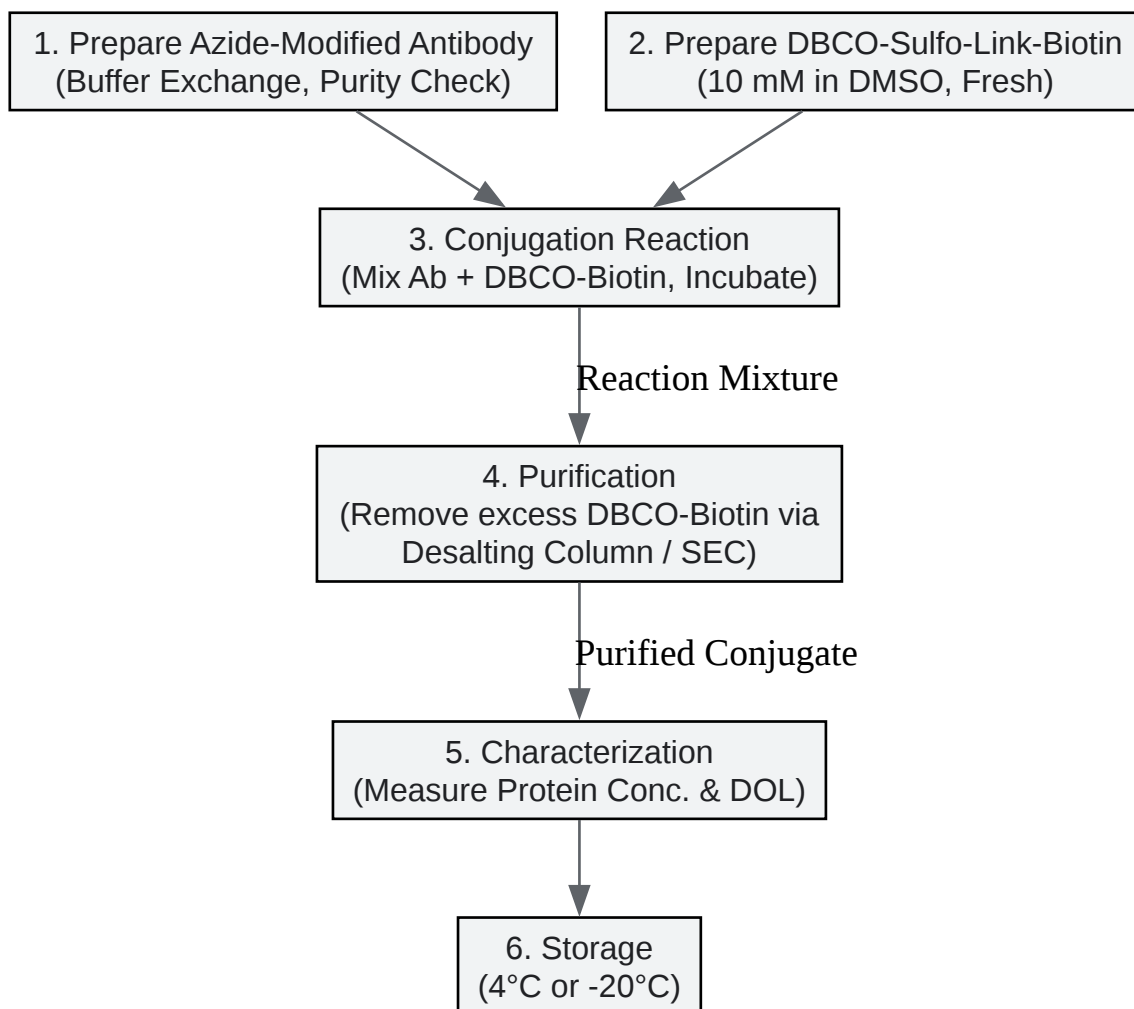 1. Prepare Azide-Modified Antibody
(Buffer Exchange, Purity Check)
2. Prepare DBCO-Sulfo-Link-Biotin
(10 mM in DMSO, Fresh)
3. Conjugation Reaction
(Mix Ab + DBCO-Biotin, Incubate)
Reaction Mixture
4. Purification
(Remove excess DBCO-Biotin via
Desalting Column / SEC)
Purified Conjugate
5. Characterization
(Measure Protein Conc. & DOL)
6. Storage
(4°C or -20°C)